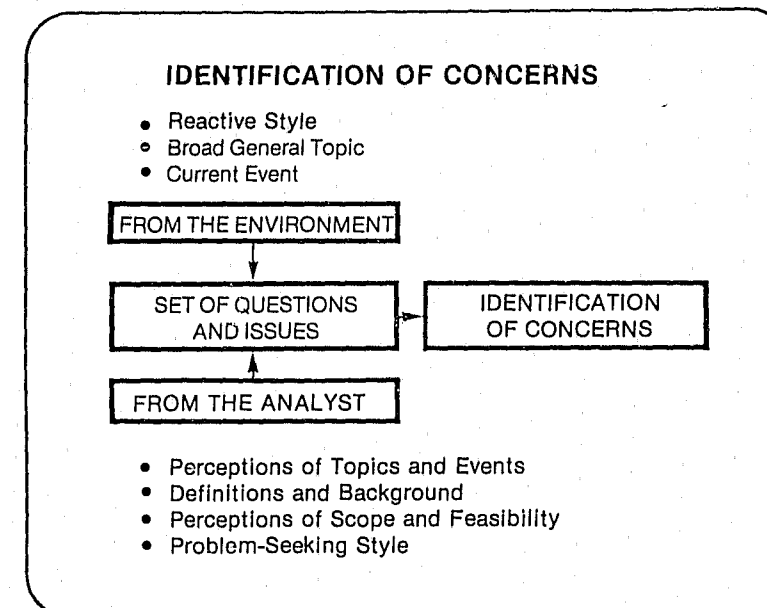 IDENTIFICATION OF CONCERNS
• Reactive Style
• Broad General Topic
• Current Event
FROM THE ENVIRONMENT
SET OF QUESTIONS
AND ISSUES
IDENTIFICATION
OF CONCERNS
FROM THE ANALYST
• Perceptions of Topics and Events
• Definitions and Background
• Perceptions of Scope and Feasibility
• Problem-Seeking Style